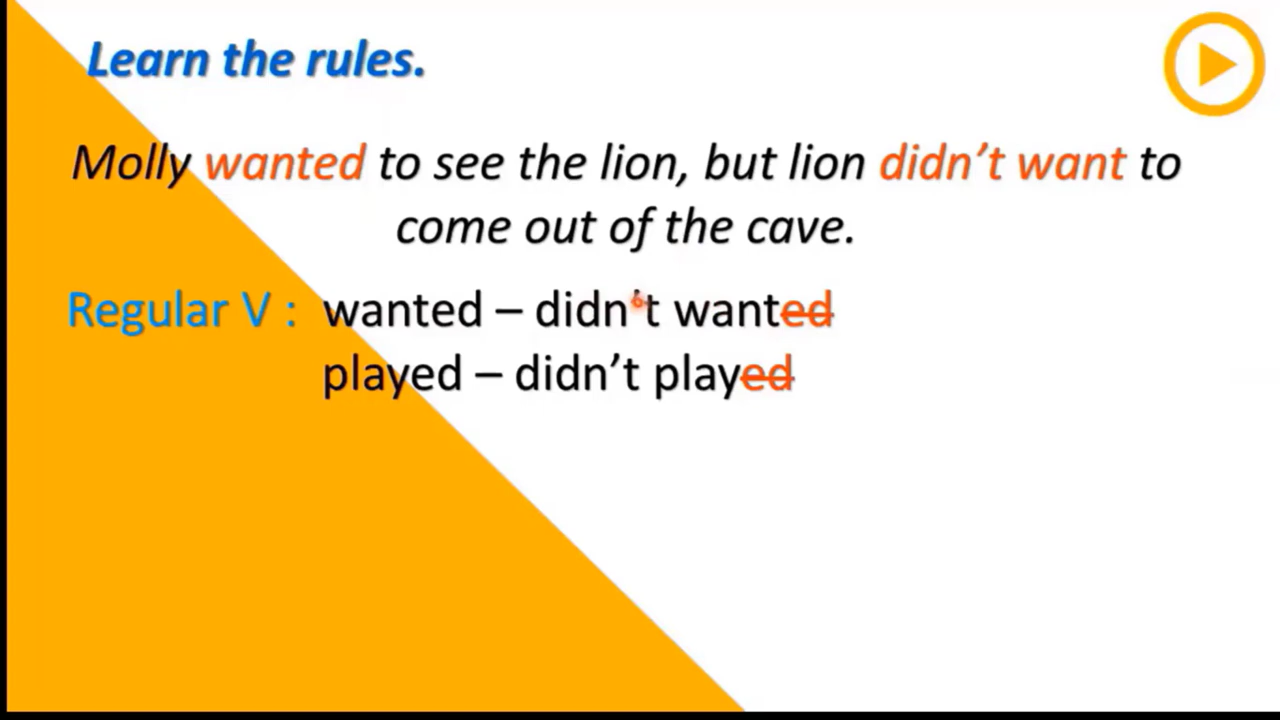 Learn the rules.
Molly wanted to see the lion, but lion didn’t want to
come out of the cave.
Regular V : wanted – didn’t wanted
played – didn’t played